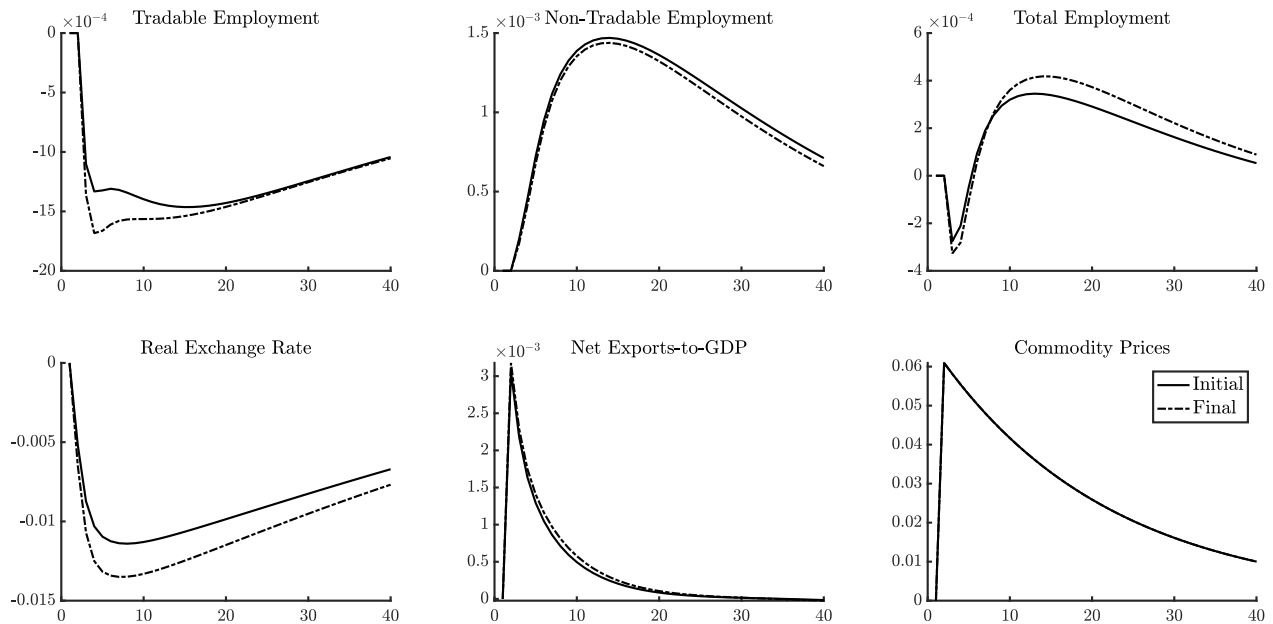 Tradable Employment
×10⁻⁴
0
-5
-10
-15
-20
0 10 20 30 40
Non-Tradable Employment
×10⁻³
1.5
1
0.5
0
0 10 20 30 40
Total Employment
×10⁻⁴
6
4
2
0
-2
-4
0 10 20 30 40
Real Exchange Rate
0
-0.005
-0.01
-0.015
0 10 20 30 40
Net Exports-to-GDP
×10⁻³
3
2.5
2
1.5
1
0.5
0
0 10 20 30 40
Commodity Prices
0.06
0.05
0.04
0.03
0.02
0.01
0
0 10 20 30 40
Initial
Final